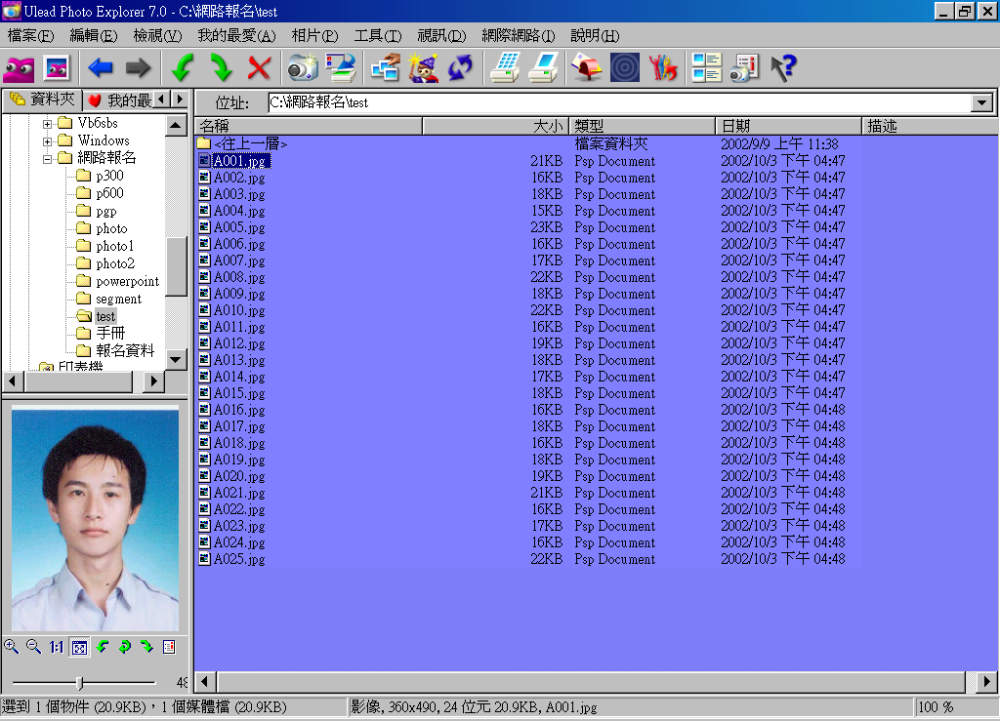 Ulead Photo Explorer 7.0 - C:\網路報名\test
檔案(F) 編輯(E) 檢視(V) 我的最愛(A) 相片(P) 工具(T) 視訊(D) 網際網路(I) 說明(H)
資料夾 我的最
位址: C:\網路報名\test
Vb6sbs
Windows
網路報名
p300
p600
pgp
photo
photo1
photo2
powerpoint
segment
test
手冊
報名資料
印表機
1:1
48
名稱 大小 類型 日期 描述
<往上一層> 檔案資料夾 2002/9/9 上午 11:38
A001.jpg 21KB Psp Document 2002/10/3 下午 04:47
A002.jpg 16KB Psp Document 2002/10/3 下午 04:47
A003.jpg 18KB Psp Document 2002/10/3 下午 04:47
A004.jpg 15KB Psp Document 2002/10/3 下午 04:47
A005.jpg 23KB Psp Document 2002/10/3 下午 04:47
A006.jpg 16KB Psp Document 2002/10/3 下午 04:47
A007.jpg 17KB Psp Document 2002/10/3 下午 04:47
A008.jpg 22KB Psp Document 2002/10/3 下午 04:47
A009.jpg 18KB Psp Document 2002/10/3 下午 04:47
A010.jpg 22KB Psp Document 2002/10/3 下午 04:47
A011.jpg 16KB Psp Document 2002/10/3 下午 04:47
A012.jpg 19KB Psp Document 2002/10/3 下午 04:47
A013.jpg 18KB Psp Document 2002/10/3 下午 04:47
A014.jpg 17KB Psp Document 2002/10/3 下午 04:47
A015.jpg 18KB Psp Document 2002/10/3 下午 04:47
A016.jpg 16KB Psp Document 2002/10/3 下午 04:48
A017.jpg 18KB Psp Document 2002/10/3 下午 04:48
A018.jpg 16KB Psp Document 2002/10/3 下午 04:48
A019.jpg 18KB Psp Document 2002/10/3 下午 04:48
A020.jpg 19KB Psp Document 2002/10/3 下午 04:48
A021.jpg 21KB Psp Document 2002/10/3 下午 04:48
A022.jpg 16KB Psp Document 2002/10/3 下午 04:48
A023.jpg 17KB Psp Document 2002/10/3 下午 04:48
A024.jpg 16KB Psp Document 2002/10/3 下午 04:48
A025.jpg 22KB Psp Document 2002/10/3 下午 04:48
選到 1 個物件 (20.9KB)，1 個媒體檔 (20.9KB) 影像, 360x490, 24 位元 20.9KB, A001.jpg 100 %